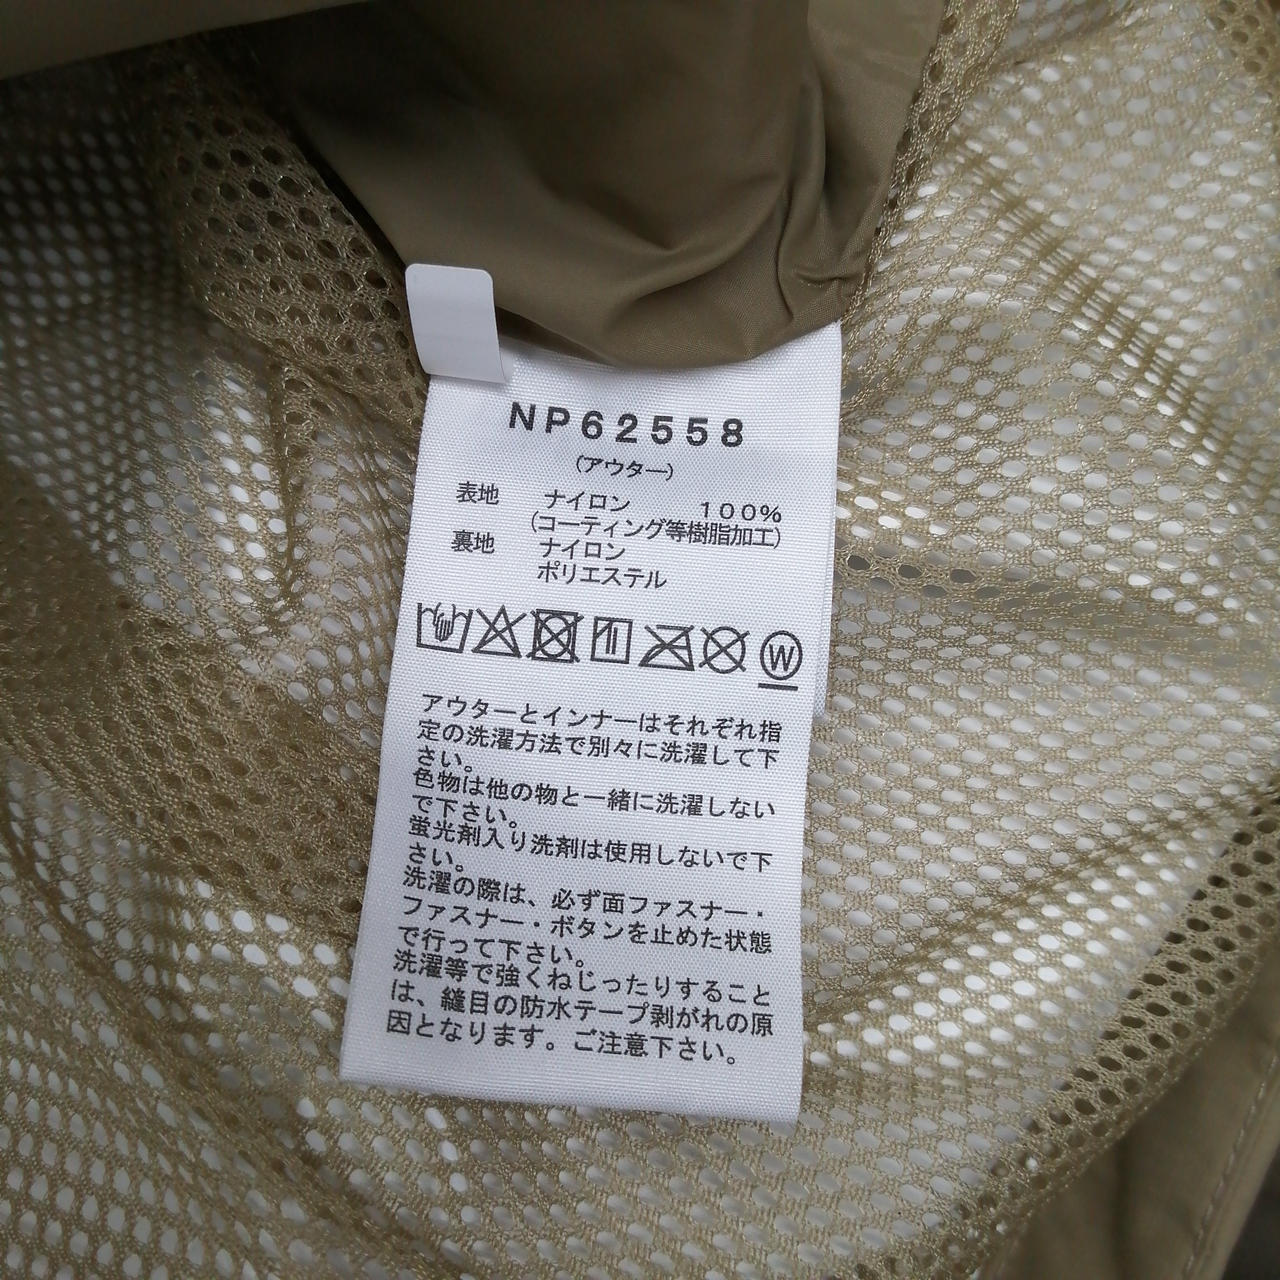 NP62558
(アウター)
表地 ナイロン 100%
(コーティング等樹脂加工)
裏地 ナイロン
ポリエステル
W
アウターとインナーはそれぞれ指
定の洗濯方法で別々に洗濯して下
さい。
色物は他の物と一緒に洗濯しない
で下さい。
蛍光剤入り洗剤は使用しないで下
さい。
洗濯の際は、必ず面ファスナー・
ファスナー・ボタンを止めた状態
で行って下さい。
洗濯等で強くねじったりすること
は、縫目の防水テープ剥がれの原
因となります。ご注意下さい。